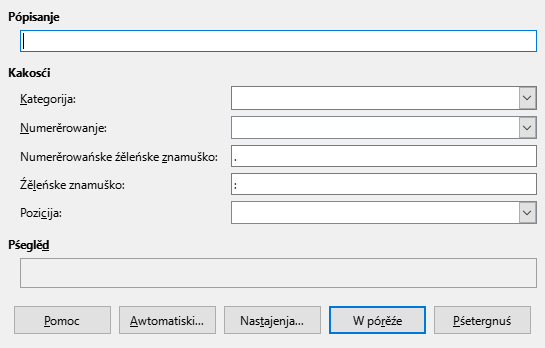 Pópisanje
Kakosći
Kategorija:
Numerěrowanje:
Numerěrowańske źěleńske znamuško: .
Źěleńske znamuško: :
Pozicija:
Pśeglěd
Pomoc Awtomatiski... Nastajenja... W pórěźe Pśetergnuś